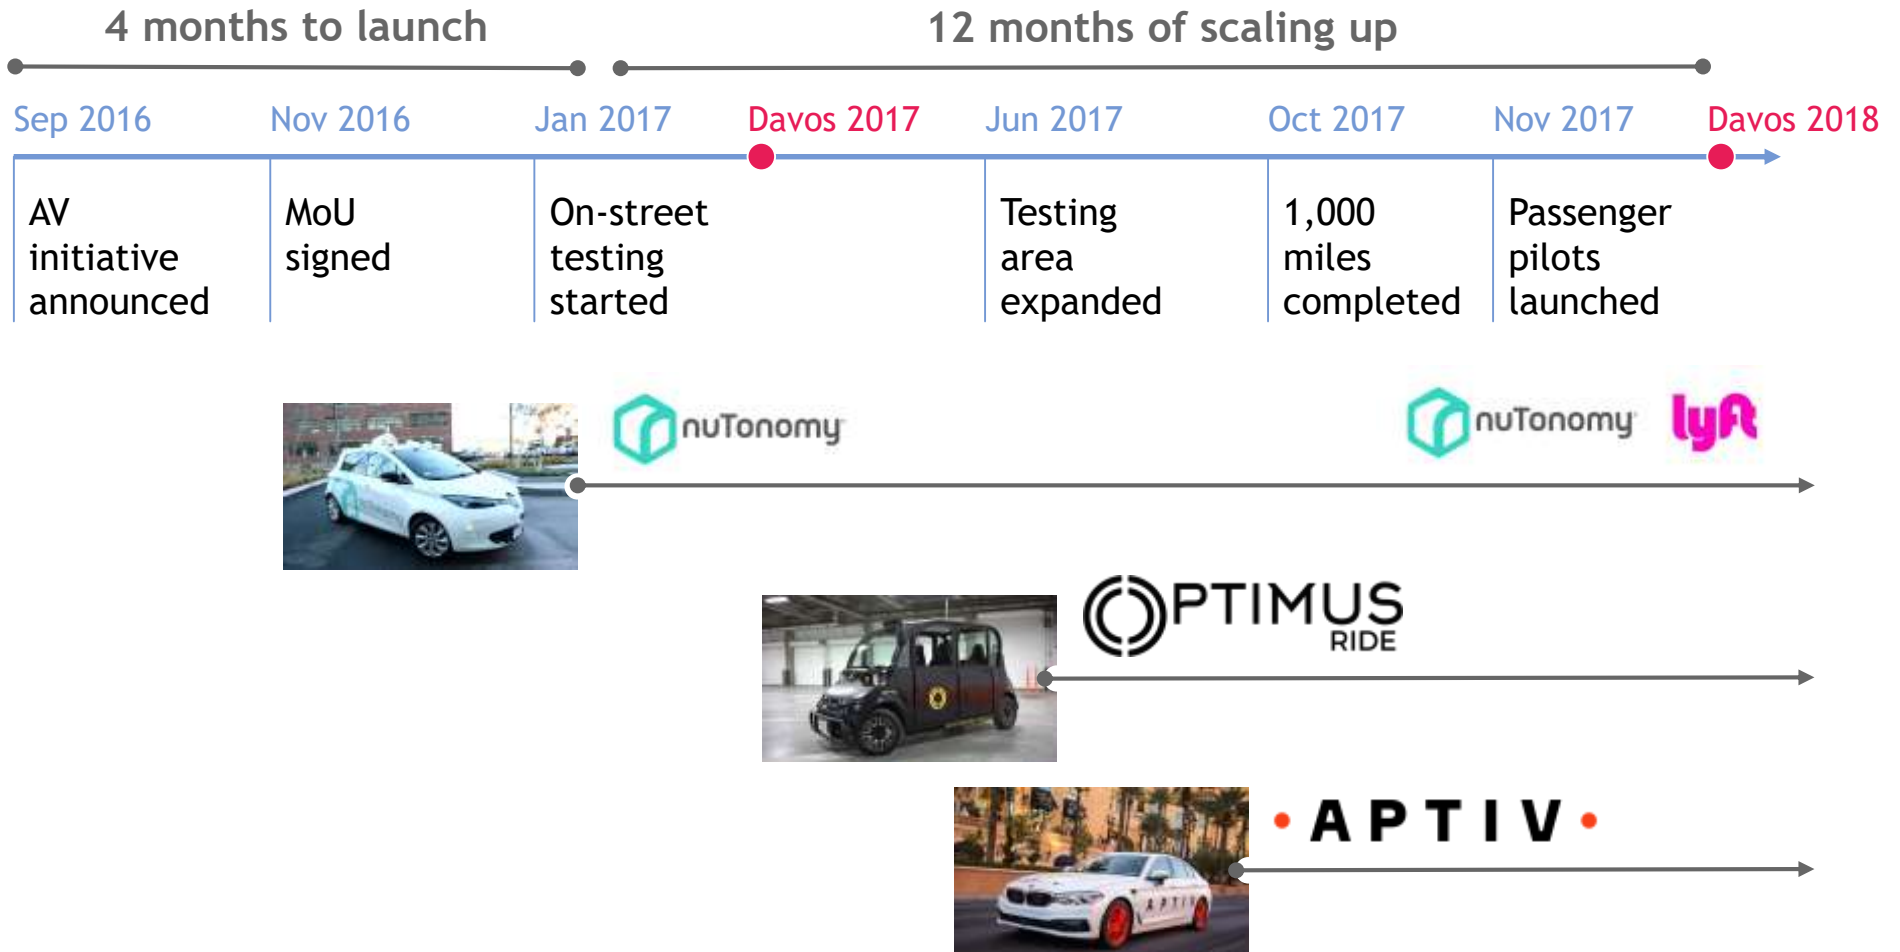 4 months to launch
12 months of scaling up
Sep 2016
Nov 2016
Jan 2017
Davos 2017
Jun 2017
Oct 2017
Nov 2017
Davos 2018
AV
initiative
announced
MoU
signed
On-street
testing
started
Testing
area
expanded
1,000
miles
completed
Passenger
pilots
launched
nuTonomy
nuTonomy
lyft
nuTonomy
OPTIMUS
RIDE
APTIV
APTIV